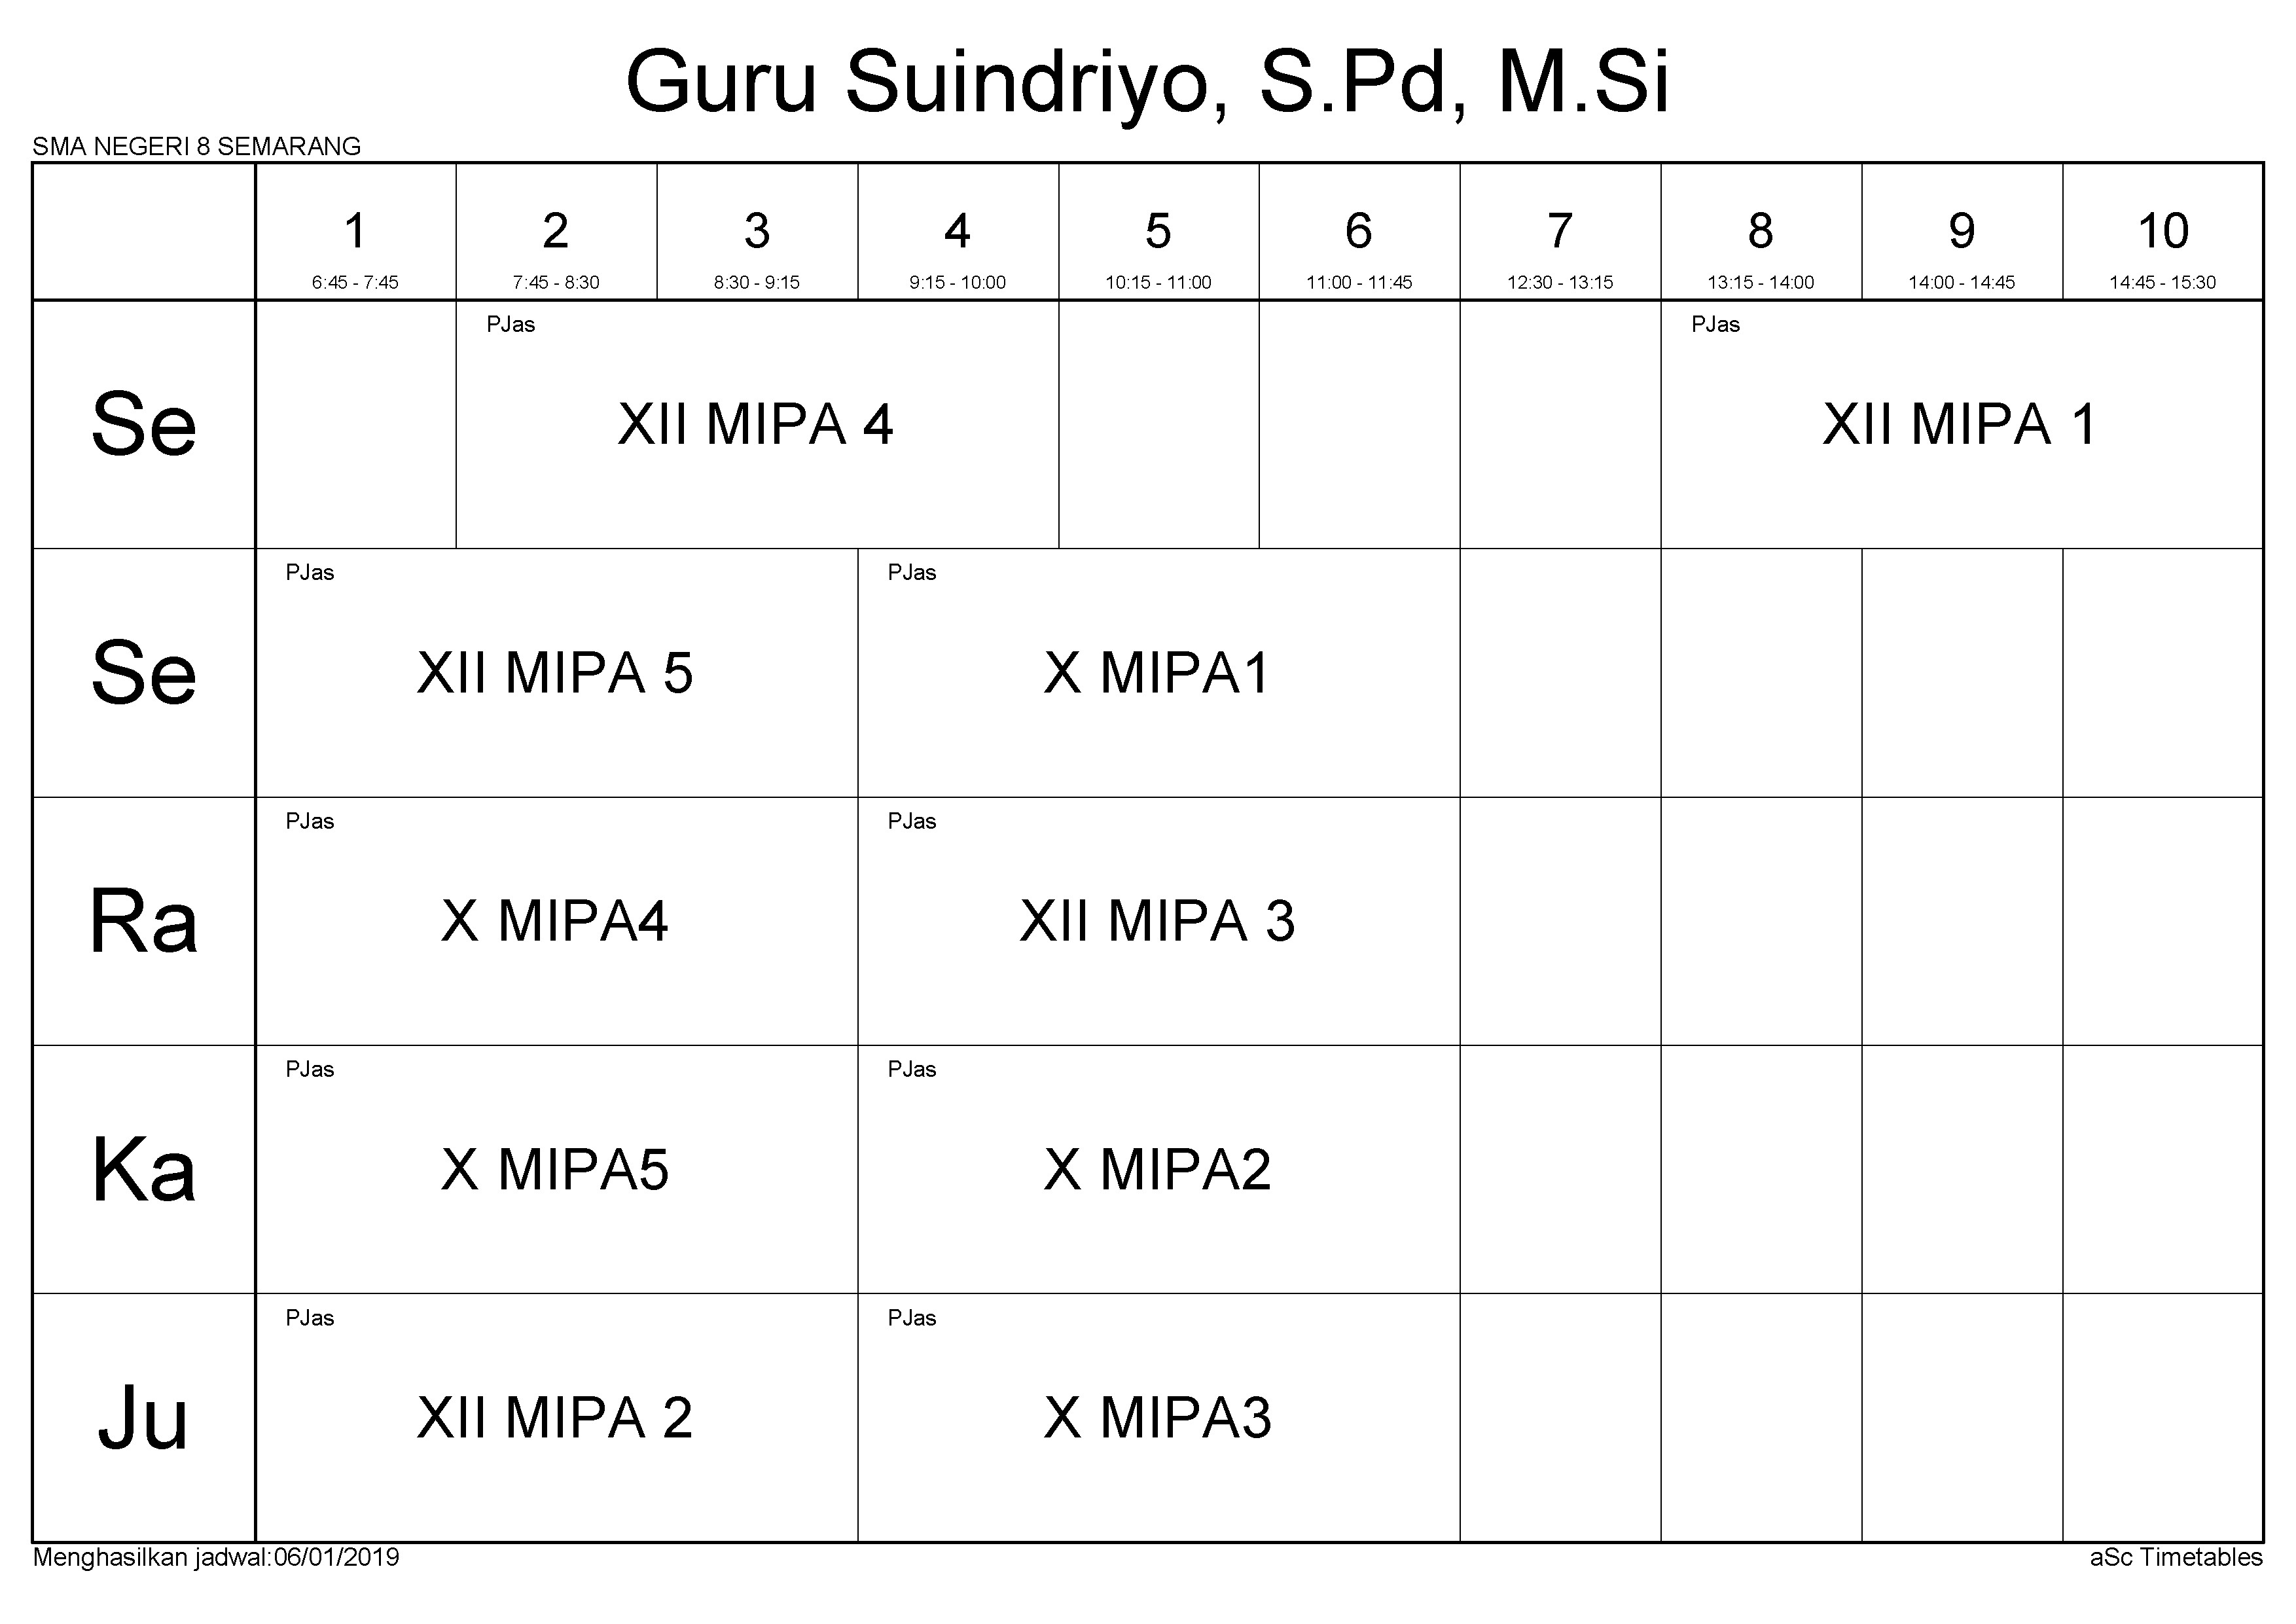 Guru Suindriyo, S.Pd, M.Si
SMA NEGERI 8 SEMARANG
1 2 3 4 5 6 7 8 9 10
6:45 - 7:45 7:45 - 8:30 8:30 - 9:15 9:15 - 10:00 10:15 - 11:00 11:00 - 11:45 12:30 - 13:15 13:15 - 14:00 14:00 - 14:45 14:45 - 15:30
PJas PJas
Se XII MIPA 4 XII MIPA 1
PJas PJas
Se XII MIPA 5 X MIPA1
PJas PJas
Ra X MIPA4 XII MIPA 3
PJas PJas
Ka X MIPA5 X MIPA2
PJas PJas
Ju XII MIPA 2 X MIPA3
Menghasilkan jadwal:06/01/2019 aSc Timetables